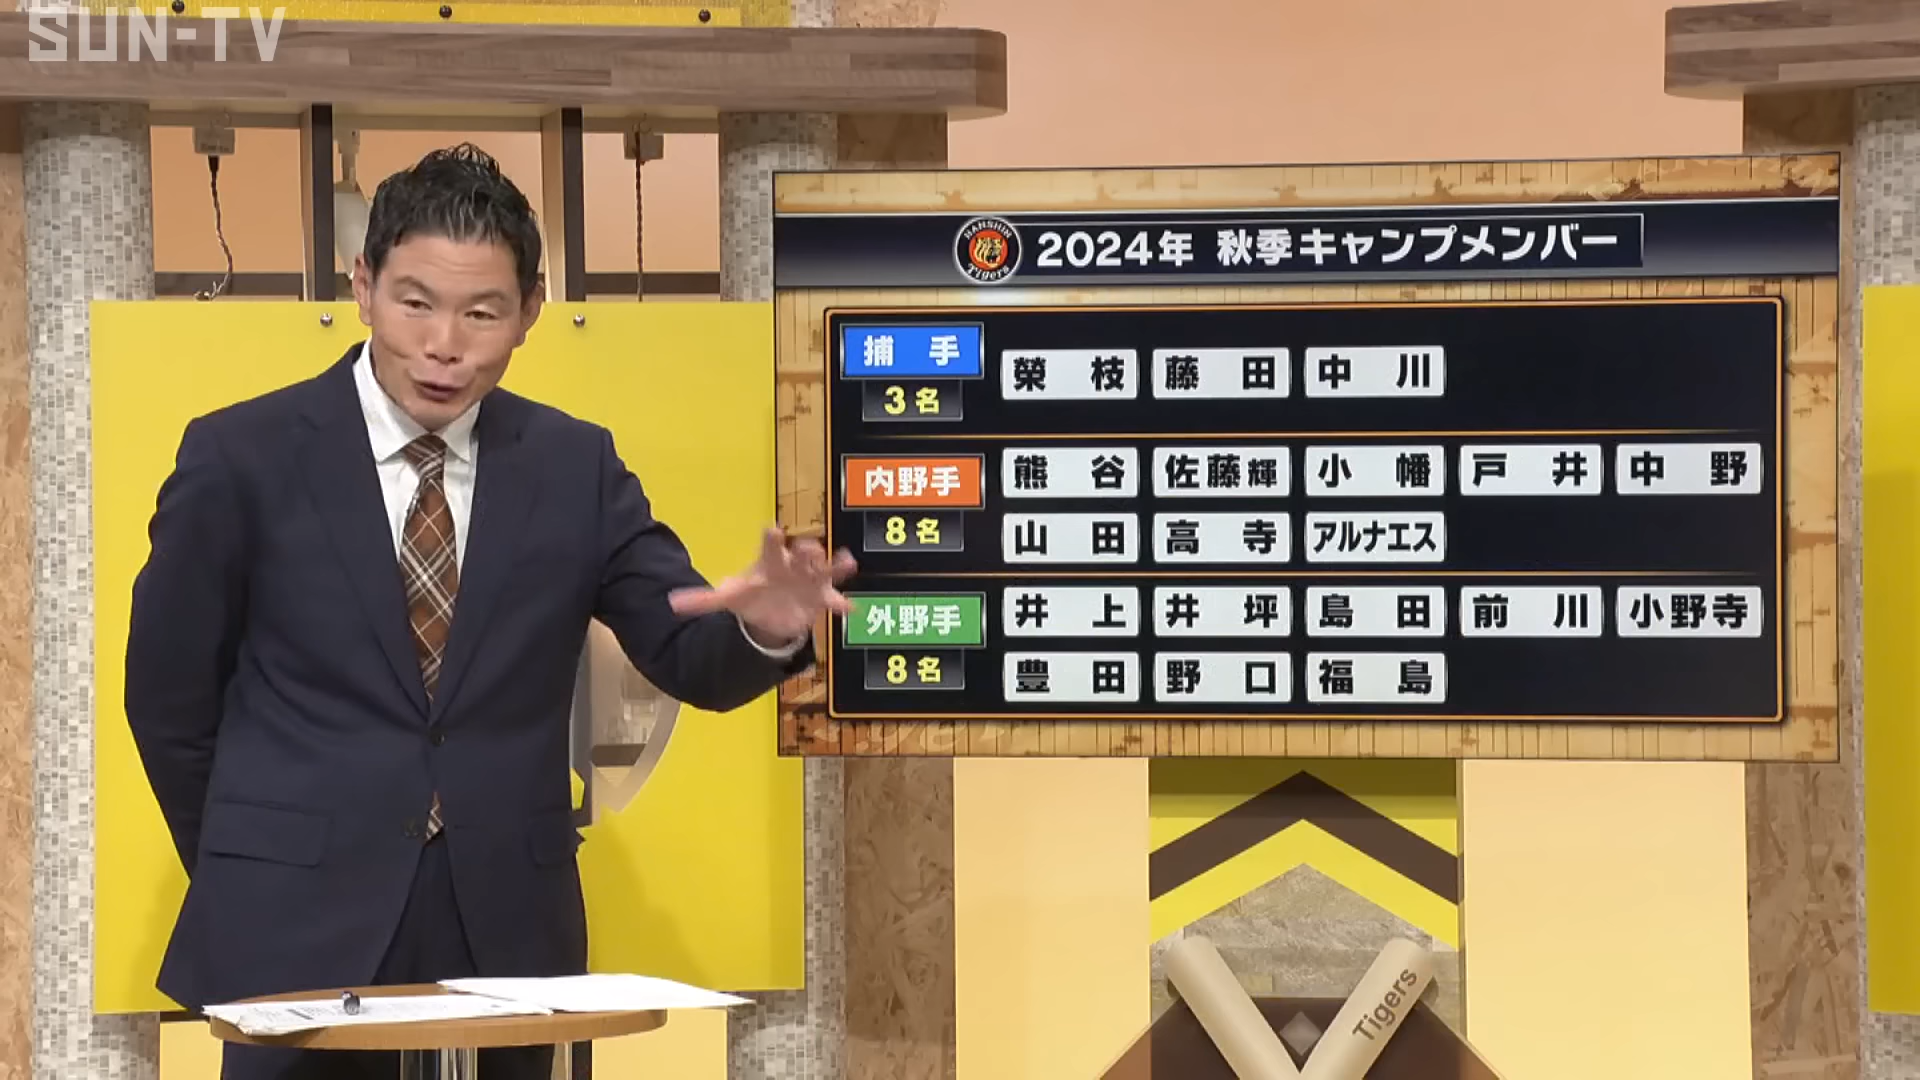 SUN-TV
HANSHIN Tigers
2024年 秋季キャンプメンバー
捕手
3名
榮枝 藤田 中川
内野手
8名
熊谷 佐藤輝 小幡 戸井 中野
山田 高寺 アルナエス
外野手
8名
井上 井坪 島田 前川 小野寺
豊田 野口 福島
Tigers